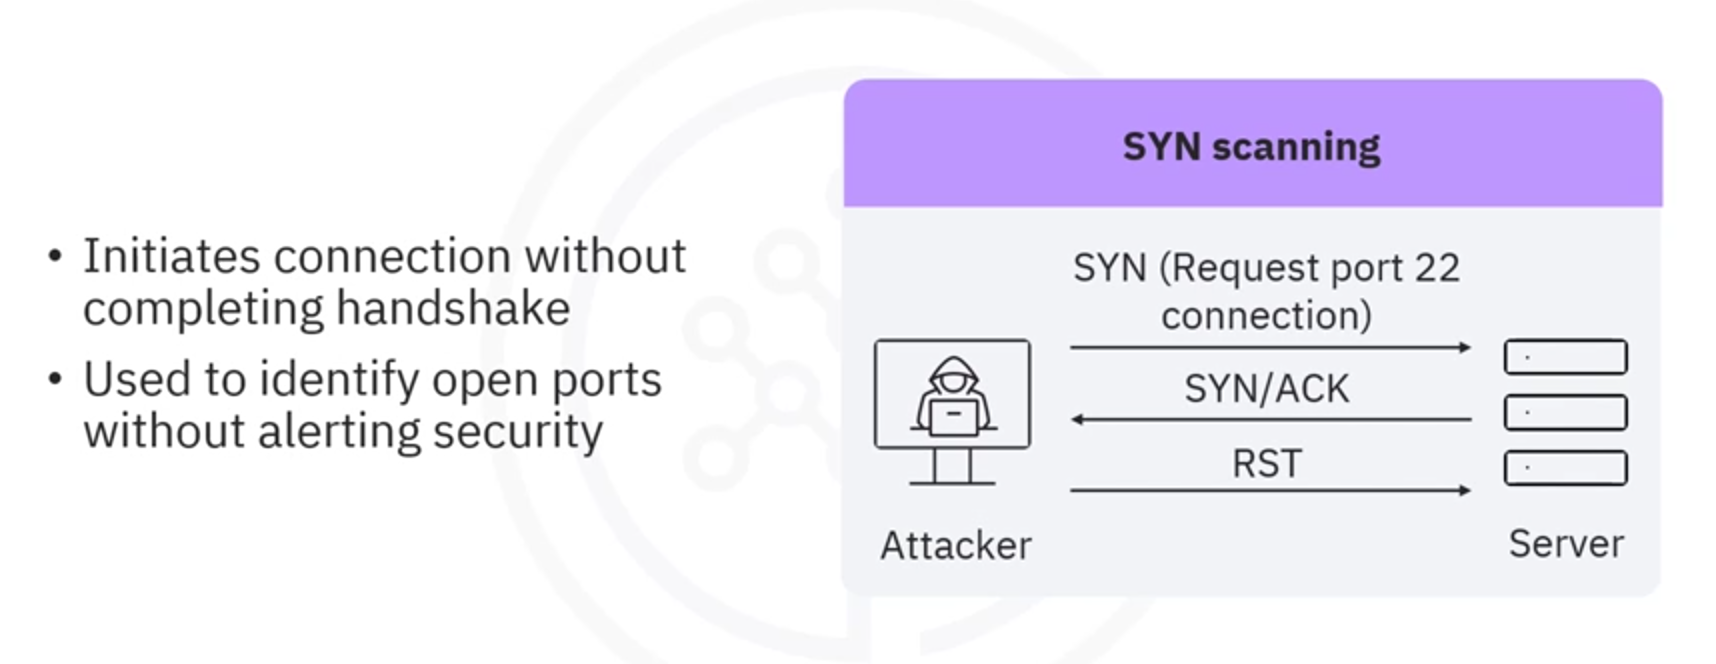 • Initiates connection without
completing handshake
• Used to identify open ports
without alerting security
SYN scanning
SYN (Request port 22
connection)
SYN/ACK
RST
Attacker
Server